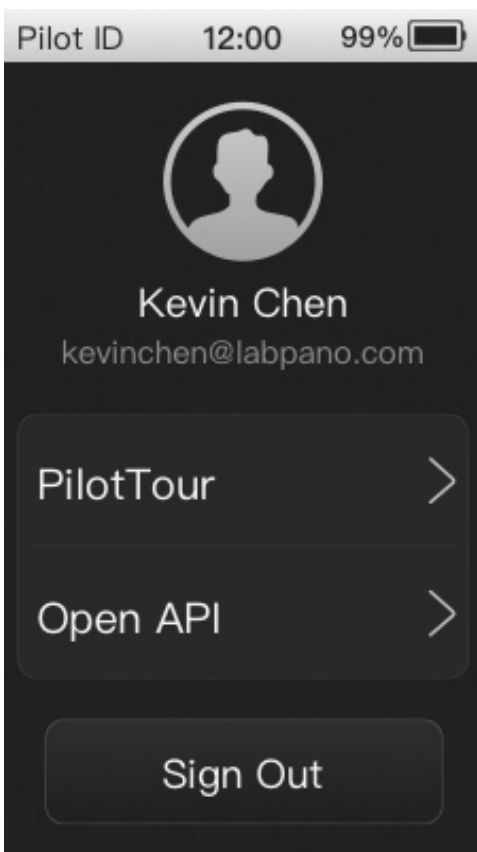 Pilot ID 12:00 99%
Kevin Chen
kevinchen@labpano.com
PilotTour
Open API
Sign Out